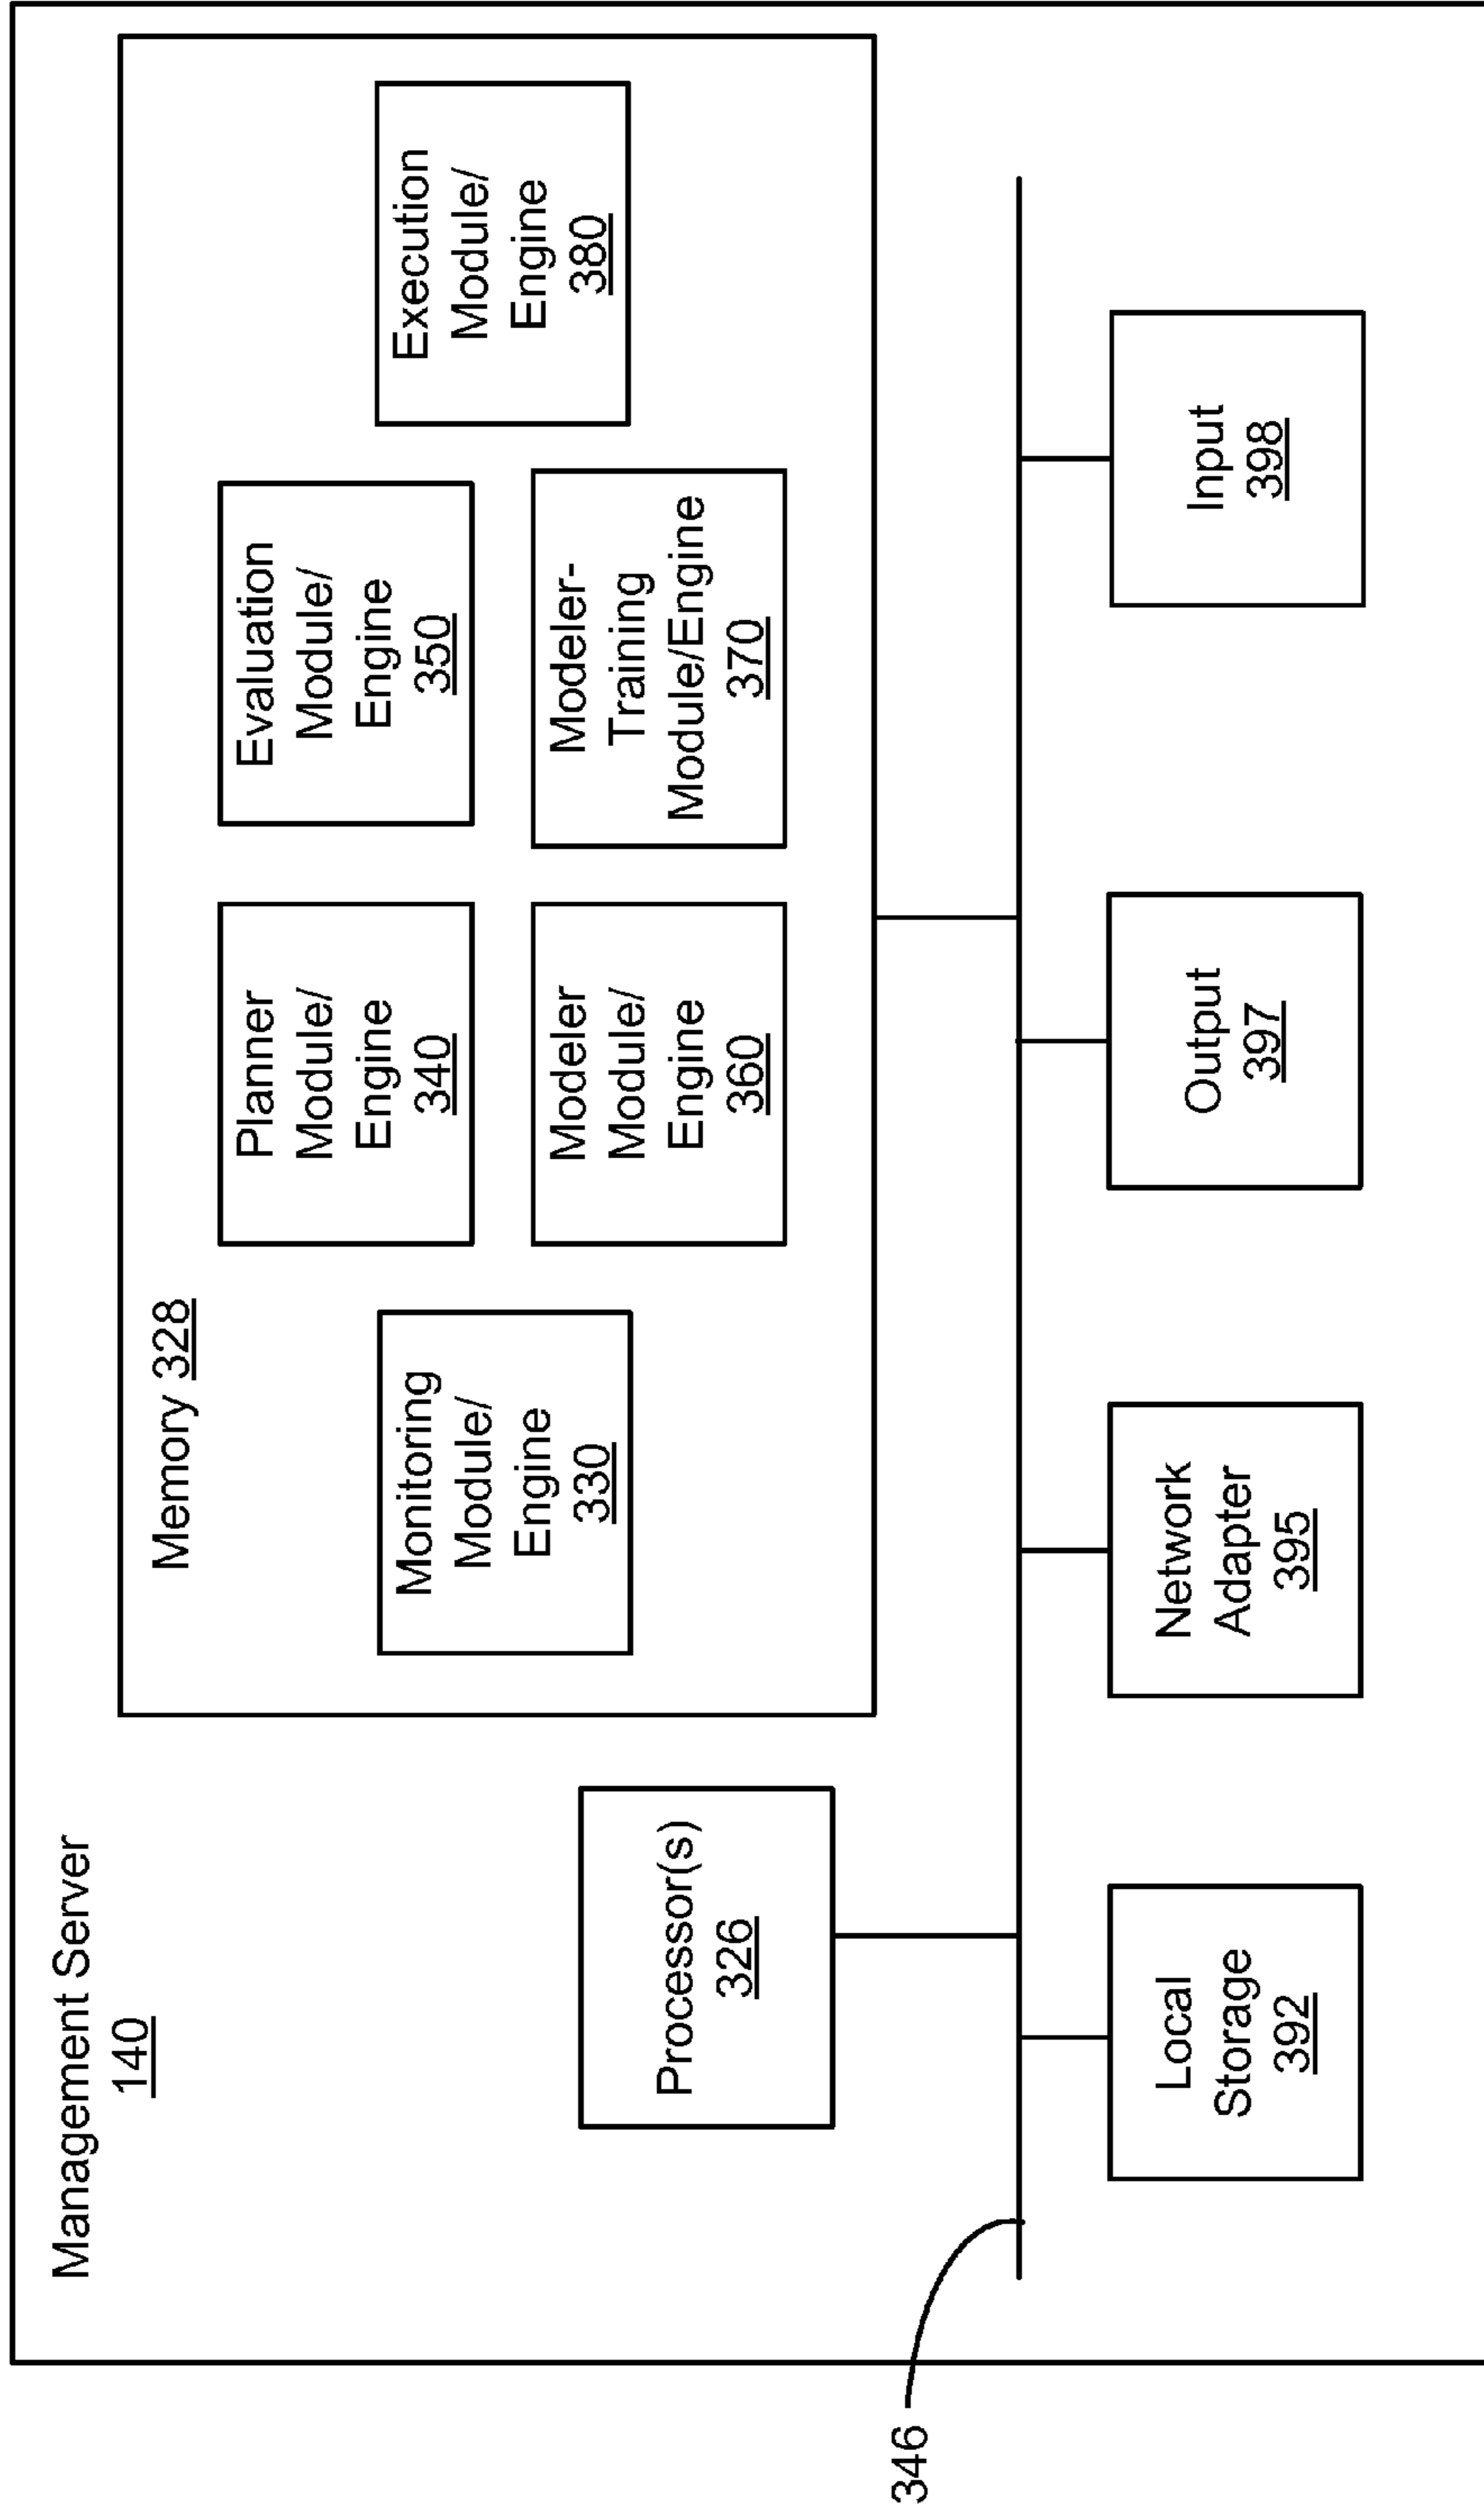 Management Server
140
Memory 328
Monitoring
Module/
Engine
330
Planner
Module/
Engine
340
Evaluation
Module/
Engine
350
Modeler
Module/
Engine
360
Modeler-
Training
Module/Engine
370
Execution
Module/
Engine
380
Processor(s)
326
346
Local
Storage
392
Network
Adapter
395
Output
397
Input
398